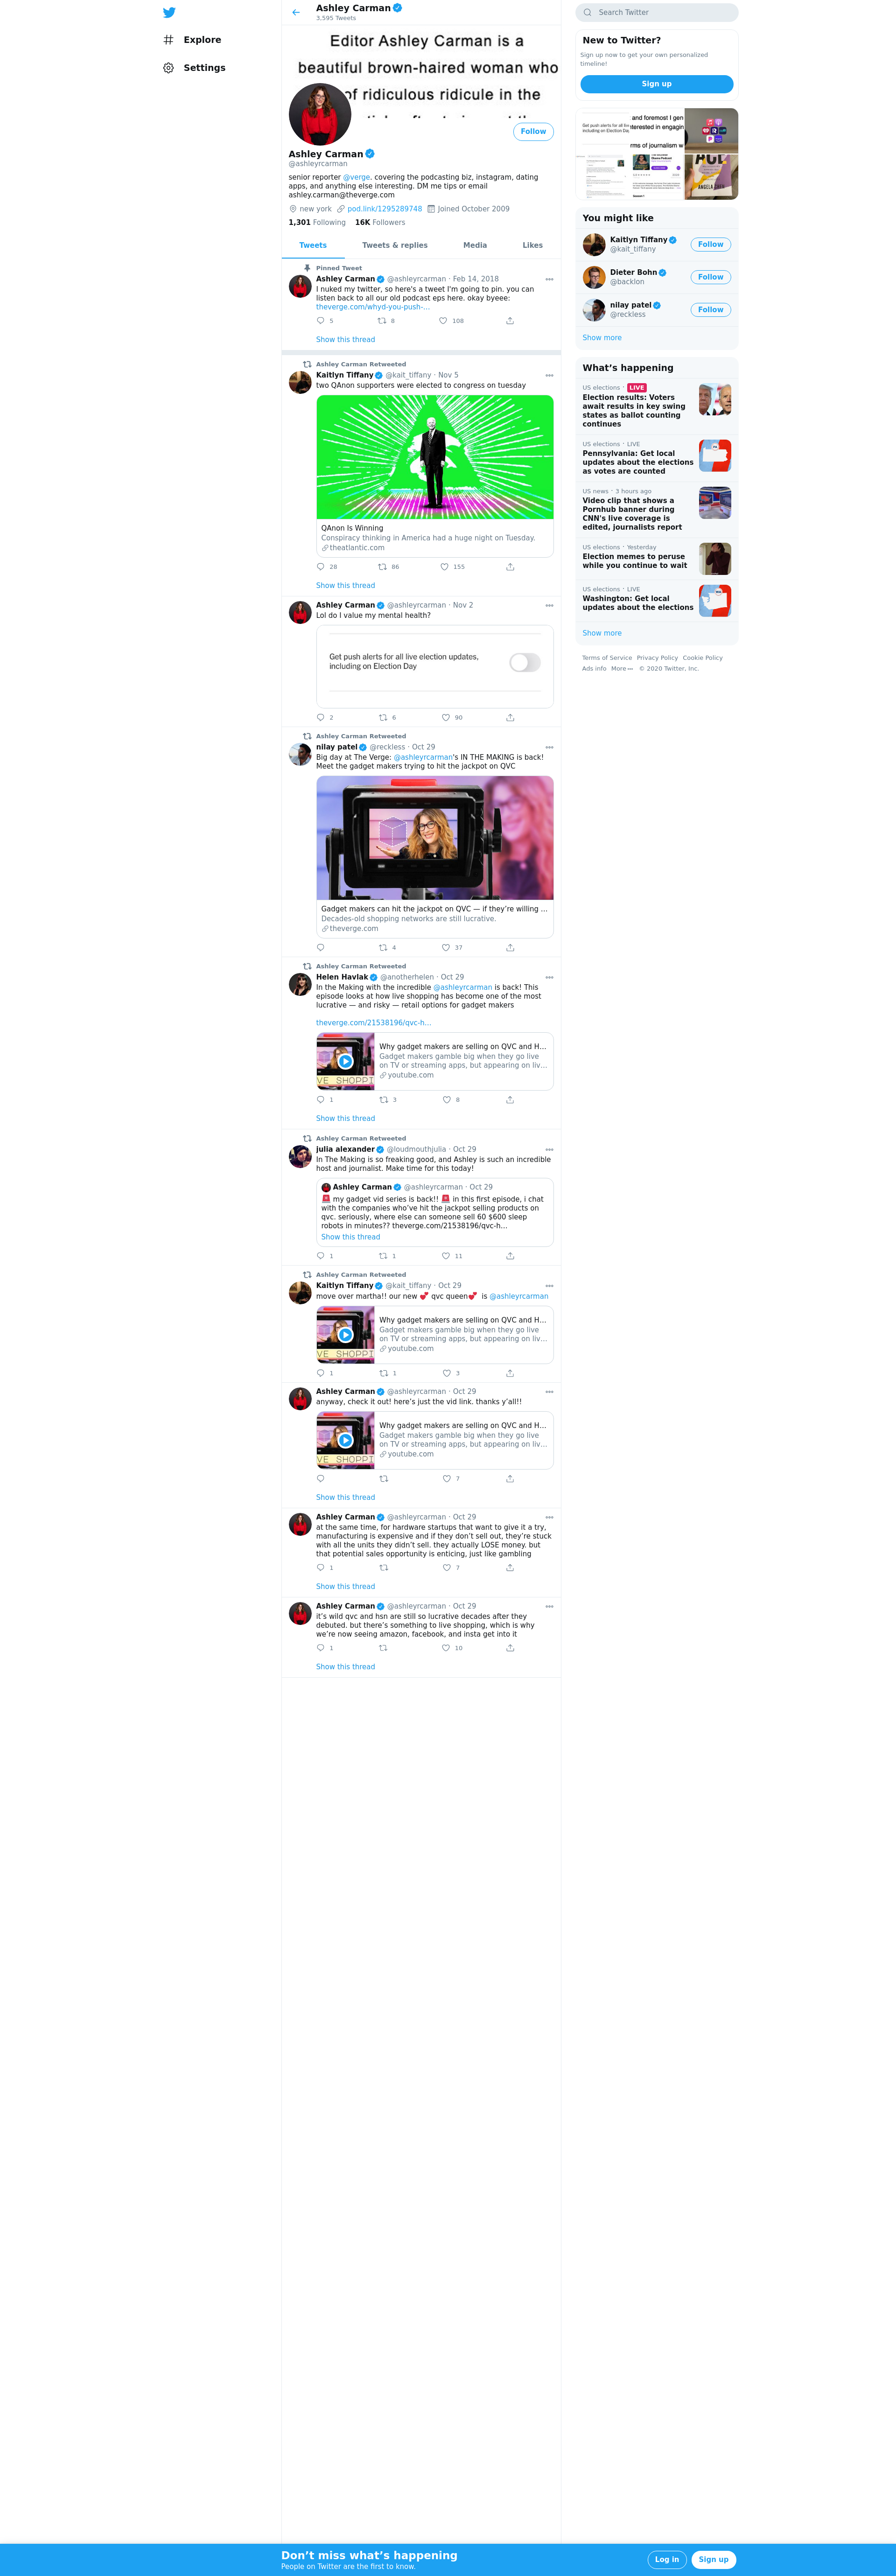 Explore
Settings
Ashley Carman
3,595 Tweets
Editor Ashley Carman is a
beautiful brown-haired woman who
of ridiculous ridicule in the
Follow
Ashley Carman
@ashleyrcarman
senior reporter @verge. covering the podcasting biz, instagram, dating
apps, and anything else interesting. DM me tips or email
ashley.carman@theverge.com
new york pod.link/1295289748 Joined October 2009
1,301 Following 16K Followers
Tweets Tweets & replies Media Likes
Pinned Tweet
Ashley Carman @ashleyrcarman · Feb 14, 2018
I nuked my twitter, so here's a tweet I'm going to pin. you can
listen back to all our old podcast eps here. okay byeee:
theverge.com/whyd-you-push-...
5 8 108
Show this thread
Ashley Carman Retweeted
Kaitlyn Tiffany @kait_tiffany · Nov 5
two QAnon supporters were elected to congress on tuesday
QAnon Is Winning
Conspiracy thinking in America had a huge night on Tuesday.
theatlantic.com
28 86 155
Show this thread
Ashley Carman @ashleyrcarman · Nov 2
Lol do I value my mental health?
Get push alerts for all live election updates,
including on Election Day
2 6 90
Ashley Carman Retweeted
nilay patel @reckless · Oct 29
Big day at The Verge: @ashleyrcarman's IN THE MAKING is back!
Meet the gadget makers trying to hit the jackpot on QVC
Gadget makers can hit the jackpot on QVC — if they’re willing ...
Decades-old shopping networks are still lucrative.
theverge.com
4 37
Ashley Carman Retweeted
Helen Havlak @anotherhelen · Oct 29
In the Making with the incredible @ashleyrcarman is back! This
episode looks at how live shopping has become one of the most
lucrative — and risky — retail options for gadget makers
theverge.com/21538196/qvc-h...
VE SHOPPI
Why gadget makers are selling on QVC and H...
Gadget makers gamble big when they go live
on TV or streaming apps, but appearing on liv...
youtube.com
1 3 8
Show this thread
Ashley Carman Retweeted
julia alexander @loudmouthjulia · Oct 29
In The Making is so freaking good, and Ashley is such an incredible
host and journalist. Make time for this today!
Ashley Carman @ashleyrcarman · Oct 29
🚨 my gadget vid series is back!! 🚨 in this first episode, i chat
with the companies who’ve hit the jackpot selling products on
qvc. seriously, where else can someone sell 60 $600 sleep
robots in minutes?? theverge.com/21538196/qvc-h...
Show this thread
1 1 11
Ashley Carman Retweeted
Kaitlyn Tiffany @kait_tiffany · Oct 29
move over martha!! our new 💕 qvc queen💕 is @ashleyrcarman
VE SHOPPI
Why gadget makers are selling on QVC and H...
Gadget makers gamble big when they go live
on TV or streaming apps, but appearing on liv...
youtube.com
1 1 3
Ashley Carman @ashleyrcarman · Oct 29
anyway, check it out! here’s just the vid link. thanks y’all!!
VE SHOPPI
Why gadget makers are selling on QVC and H...
Gadget makers gamble big when they go live
on TV or streaming apps, but appearing on liv...
youtube.com
7
Show this thread
Ashley Carman @ashleyrcarman · Oct 29
at the same time, for hardware startups that want to give it a try,
manufacturing is expensive and if they don’t sell out, they’re stuck
with all the units they didn’t sell. they actually LOSE money. but
that potential sales opportunity is enticing, just like gambling
1 7
Show this thread
Ashley Carman @ashleyrcarman · Oct 29
it’s wild qvc and hsn are still so lucrative decades after they
debuted. but there’s something to live shopping, which is why
we’re now seeing amazon, facebook, and insta get into it
1 10
Show this thread
Search Twitter
New to Twitter?
Sign up now to get your own personalized
timeline!
Sign up
Get push alerts for all live
including on Election Day
and foremost I gen
terested in engagin
rms of journalism w
You might like
Kaitlyn Tiffany
@kait_tiffany
Follow
Dieter Bohn
@backlon
Follow
nilay patel
@reckless
Follow
Show more
What’s happening
US elections · LIVE
Election results: Voters
await results in key swing
states as ballot counting
continues
US elections · LIVE
Pennsylvania: Get local
updates about the elections
as votes are counted
US news · 3 hours ago
Video clip that shows a
Pornhub banner during
CNN's live coverage is
edited, journalists report
US elections · Yesterday
Election memes to peruse
while you continue to wait
US elections · LIVE
Washington: Get local
updates about the elections
Show more
Terms of Service Privacy Policy Cookie Policy
Ads info More © 2020 Twitter, Inc.
Don’t miss what’s happening
People on Twitter are the first to know.
Log in Sign up